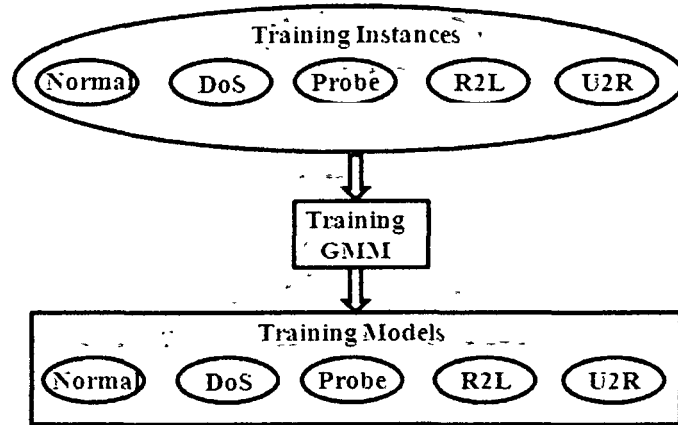 Training Instances
Normal DoS Probe R2L U2R
Training
GMM
Training Models
Normal DoS Probe R2L U2R